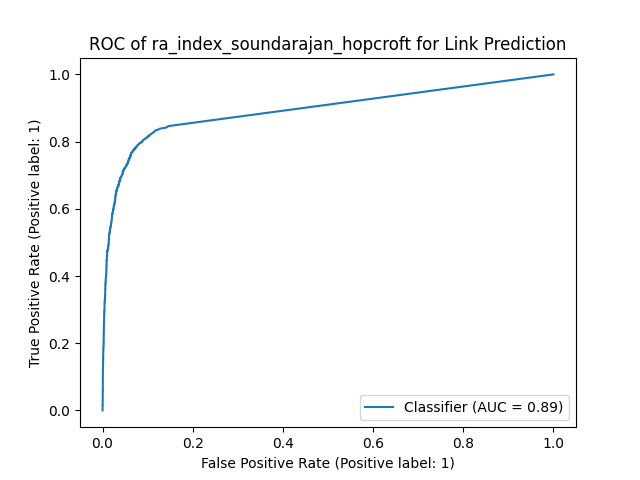 ROC of ra_index_soundarajan_hopcroft for Link Prediction
1.0
0.8
0.6
0.4
0.2
0.0
True Positive Rate (Positive label: 1)
Classifier (AUC = 0.89)
0.0 0.2 0.4 0.6 0.8 1.0
False Positive Rate (Positive label: 1)